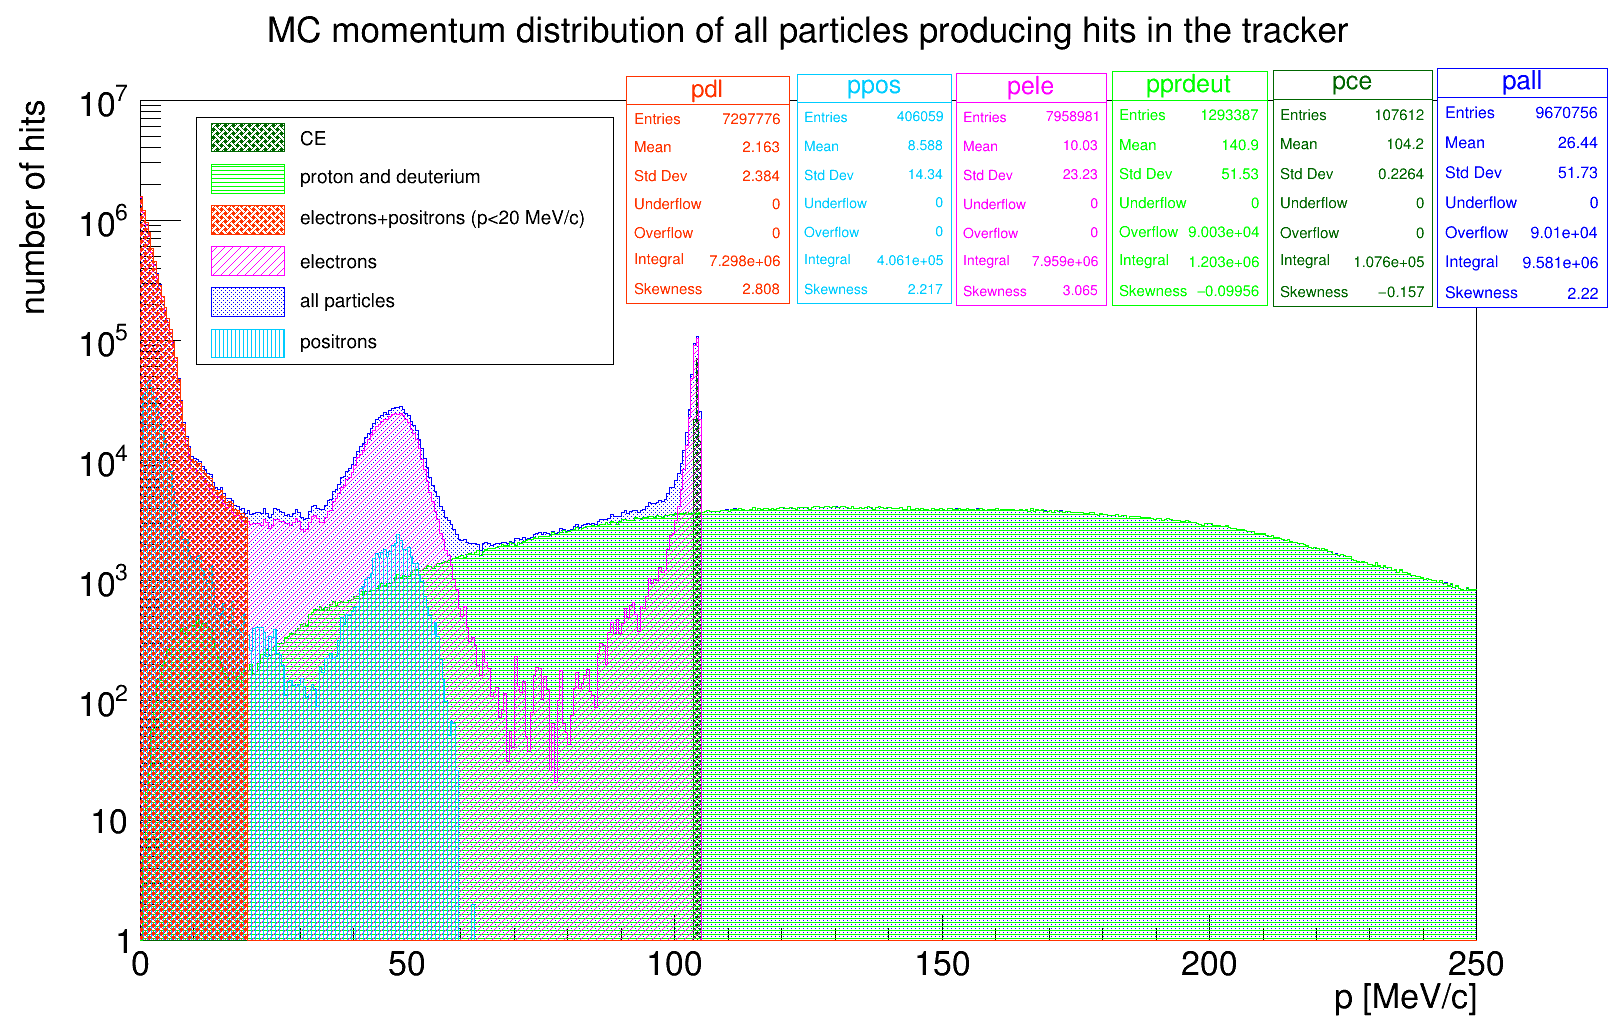 MC momentum distribution of all particles producing hits in the tracker
number of hits
10^7
10^6
10^5
10^4
10^3
10^2
10
1
CE
proton and deuterium
electrons+positrons (p<20 MeV/c)
electrons
all particles
positrons
pdl
Entries 7297776
Mean 2.163
Std Dev 2.384
Underflow 0
Overflow 0
Integral 7.298e+06
Skewness 2.808
ppos
Entries 406059
Mean 8.588
Std Dev 14.34
Underflow 0
Overflow 0
Integral 4.061e+05
Skewness 2.217
pele
Entries 7958981
Mean 10.03
Std Dev 23.23
Underflow 0
Overflow 0
Integral 7.959e+06
Skewness 3.065
pprdeut
Entries 1293387
Mean 140.9
Std Dev 51.53
Underflow 0
Overflow 9.003e+04
Integral 1.203e+06
Skewness −0.09956
pce
Entries 107612
Mean 104.2
Std Dev 0.2264
Underflow 0
Overflow 0
Integral 1.076e+05
Skewness −0.157
pall
Entries 9670756
Mean 26.44
Std Dev 51.73
Underflow 0
Overflow 9.01e+04
Integral 9.581e+06
Skewness 2.22
0 50 100 150 200 250
p [MeV/c]